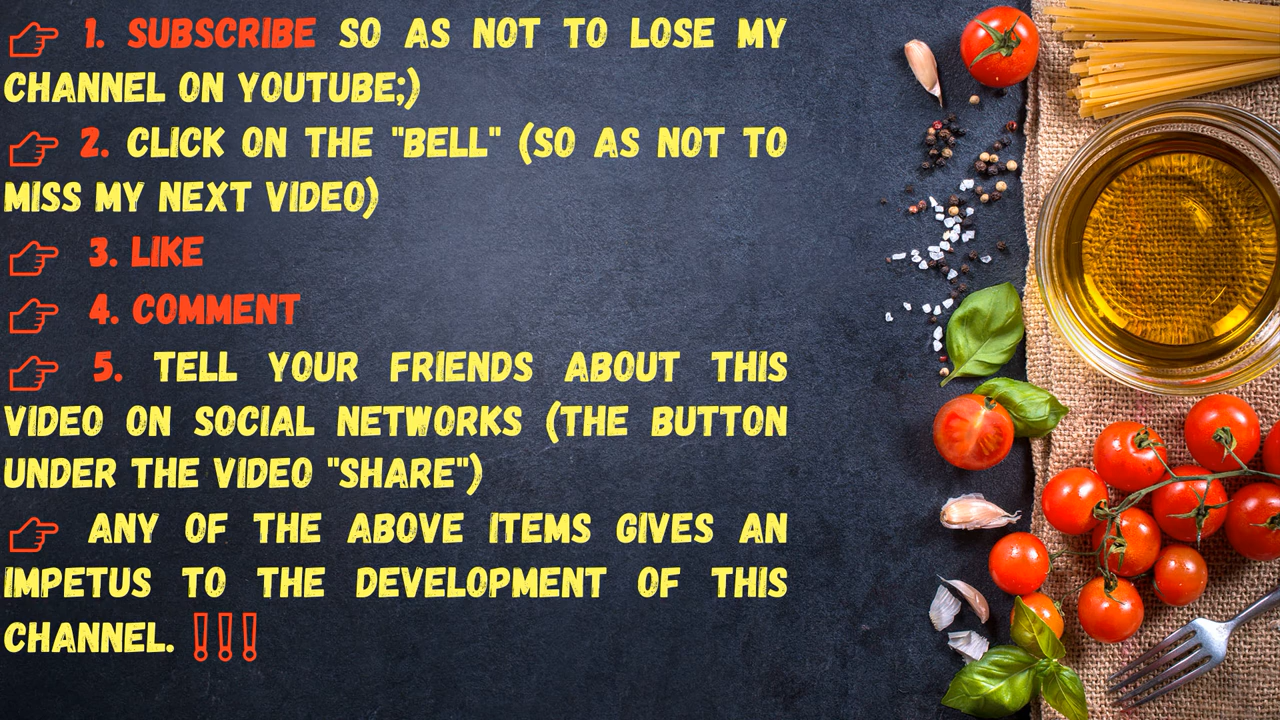 👉 1. SUBSCRIBE SO AS NOT TO LOSE MY
CHANNEL ON YOUTUBE;)
👉 2. CLICK ON THE "BELL" (SO AS NOT TO
MISS MY NEXT VIDEO)
👉 3. LIKE
👉 4. COMMENT
👉 5. TELL YOUR FRIENDS ABOUT THIS
VIDEO ON SOCIAL NETWORKS (THE BUTTON
UNDER THE VIDEO "SHARE")
👉 ANY OF THE ABOVE ITEMS GIVES AN
IMPETUS TO THE DEVELOPMENT OF THIS
CHANNEL. !!!